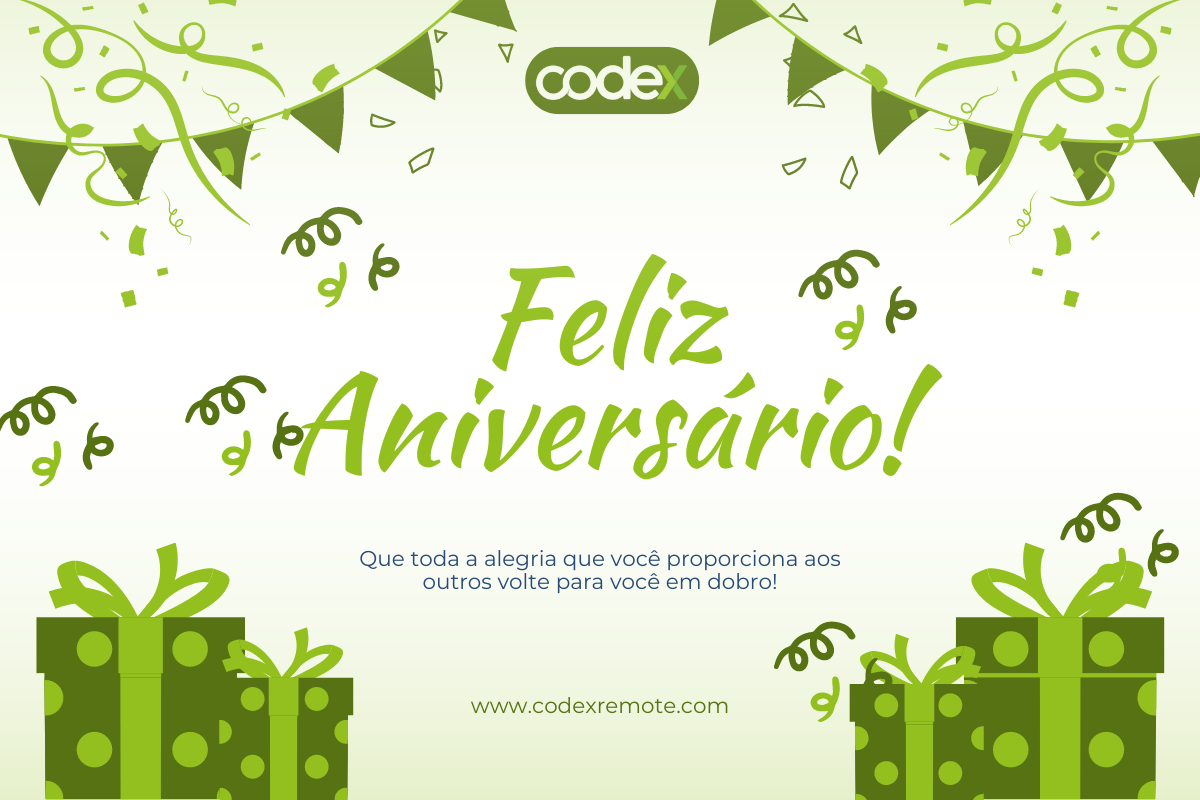 codex
Feliz
Aniversário!
Que toda a alegria que você proporciona aos
outros volte para você em dobro!
www.codexremote.com